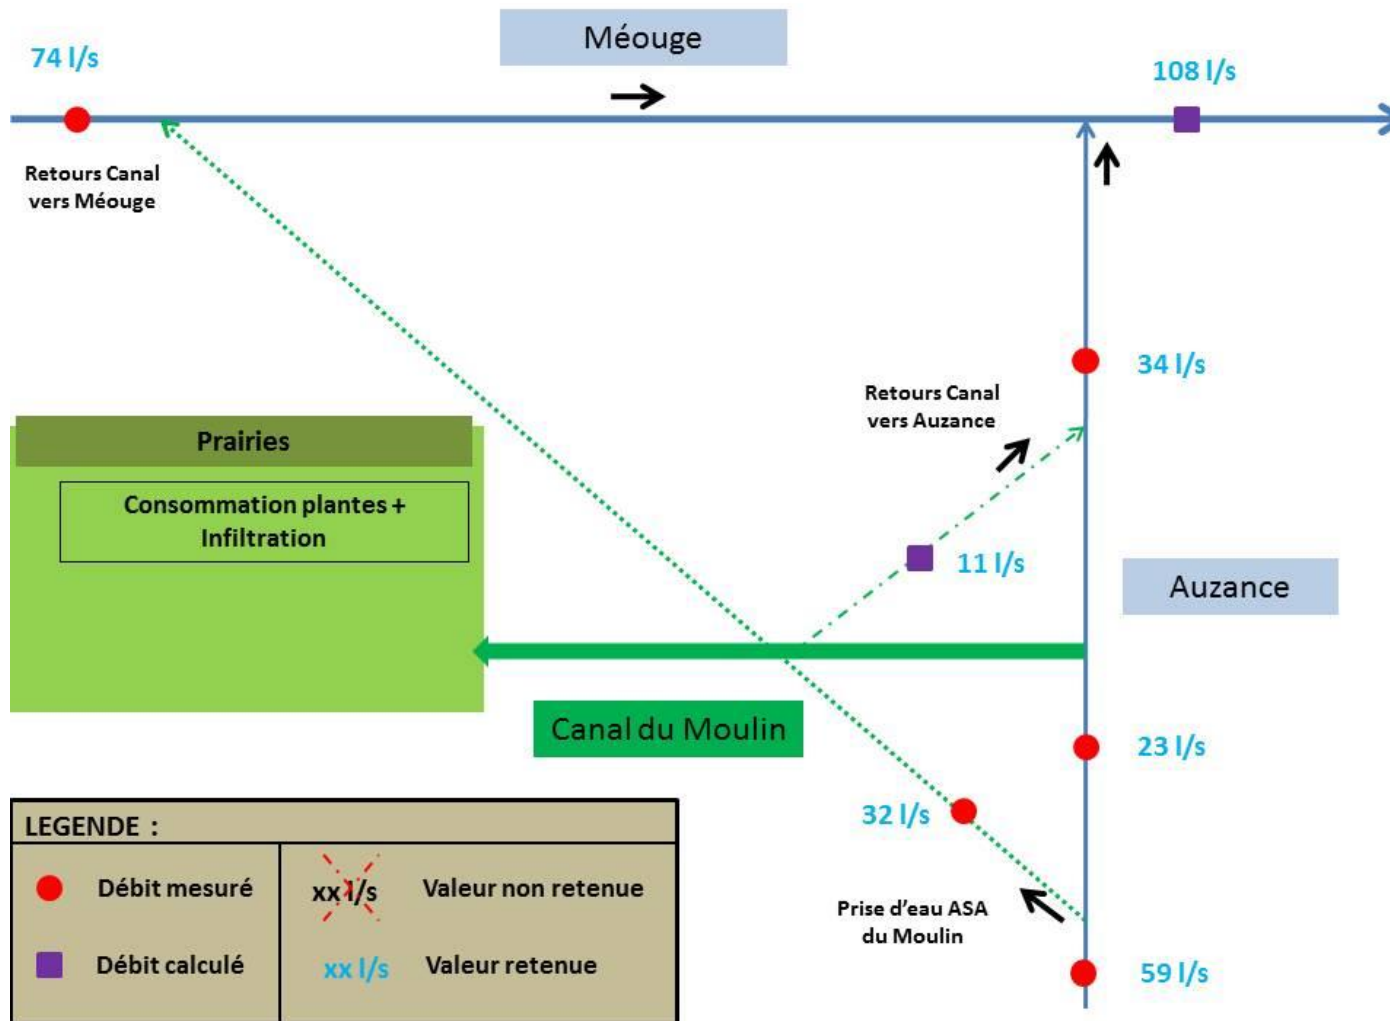 Méouge
74 l/s
108 l/s
Retours Canal
vers Méouge
34 l/s
Retours Canal
vers Auzance
Prairies
Consommation plantes +
Infiltration
11 l/s
Auzance
Canal du Moulin
23 l/s
32 l/s
Prise d’eau ASA
du Moulin
59 l/s
LEGENDE :
Débit mesuré
xx l/s
Valeur non retenue
Débit calculé
xx l/s
Valeur retenue